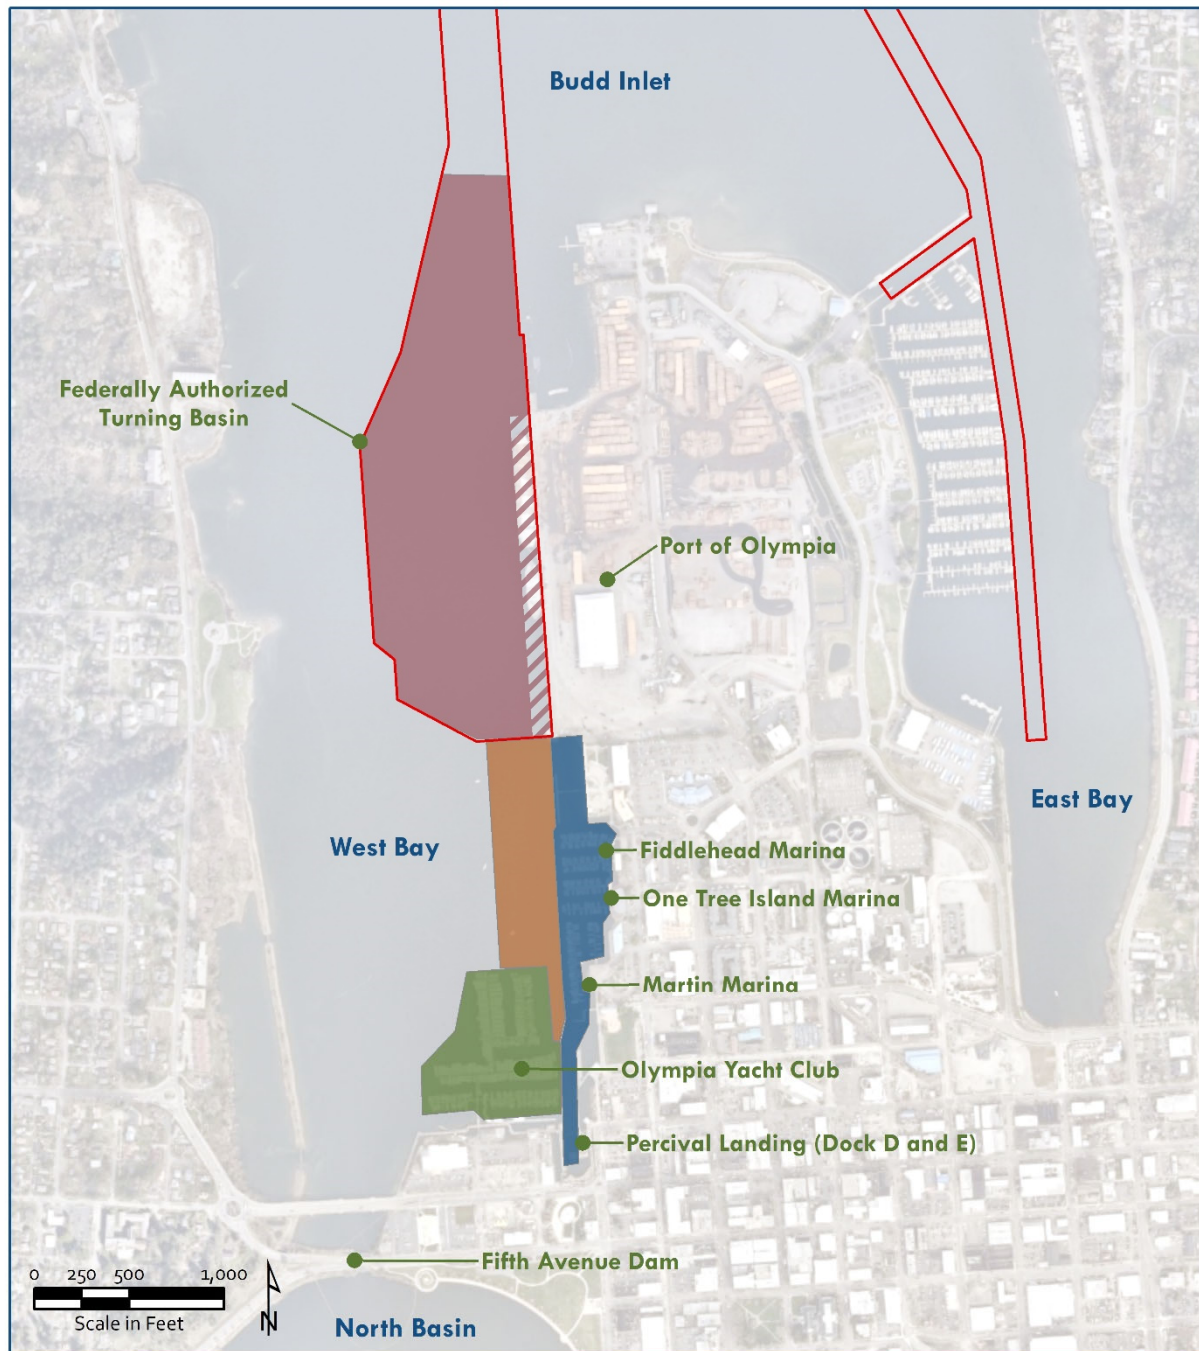 Budd Inlet
Federally Authorized
Turning Basin
Port of Olympia
East Bay
West Bay
Fiddlehead Marina
One Tree Island Marina
Martin Marina
Olympia Yacht Club
Percival Landing (Dock D and E)
Fifth Avenue Dam
0 250 500 1,000
Scale in Feet
N
North Basin